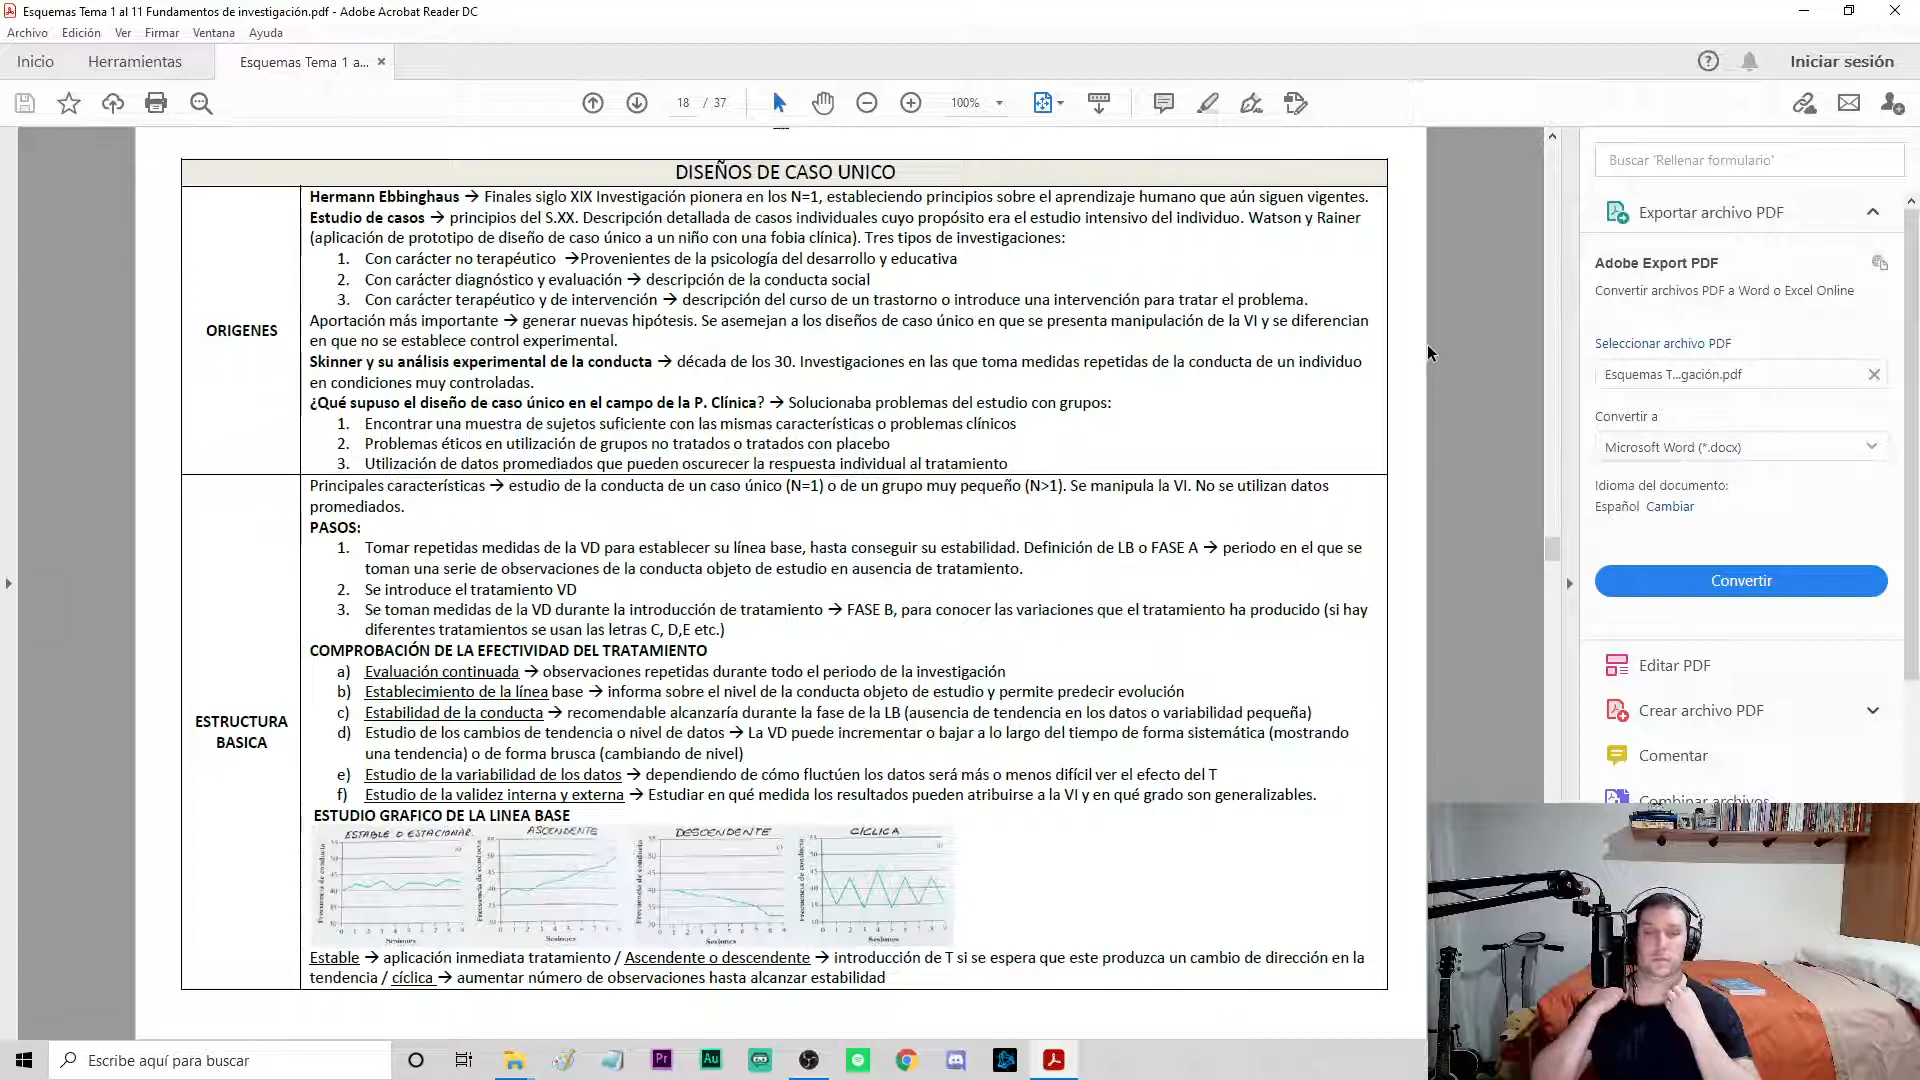 Esquemas Tema 1 al 11 Fundamentos de investigación.pdf - Adobe Acrobat Reader DC
Archivo Edición Ver Firmar Ventana Ayuda
Inicio Herramientas Esquemas Tema 1 a... Iniciar sesión
18 / 37 100%
DISEÑOS DE CASO UNICO
ORIGENES
Hermann Ebbinghaus → Finales siglo XIX Investigación pionera en los N=1, estableciendo principios sobre el aprendizaje humano que aún siguen vigentes.
Estudio de casos → principios del S.XX. Descripción detallada de casos individuales cuyo propósito era el estudio intensivo del individuo. Watson y Rainer
(aplicación de prototipo de diseño de caso único a un niño con una fobia clínica). Tres tipos de investigaciones:
1. Con carácter no terapéutico →Provenientes de la psicología del desarrollo y educativa
2. Con carácter diagnóstico y evaluación → descripción de la conducta social
3. Con carácter terapéutico y de intervención → descripción del curso de un trastorno o introduce una intervención para tratar el problema.
Aportación más importante → generar nuevas hipótesis. Se asemejan a los diseños de caso único en que se presenta manipulación de la VI y se diferencian
en que no se establece control experimental.
Skinner y su análisis experimental de la conducta → década de los 30. Investigaciones en las que toma medidas repetidas de la conducta de un individuo
en condiciones muy controladas.
¿Qué supuso el diseño de caso único en el campo de la P. Clínica? → Solucionaba problemas del estudio con grupos:
1. Encontrar una muestra de sujetos suficiente con las mismas características o problemas clínicos
2. Problemas éticos en utilización de grupos no tratados o tratados con placebo
3. Utilización de datos promediados que pueden oscurecer la respuesta individual al tratamiento
ESTRUCTURA
BASICA
Principales características → estudio de la conducta de un caso único (N=1) o de un grupo muy pequeño (N>1). Se manipula la VI. No se utilizan datos
promediados.
PASOS:
1. Tomar repetidas medidas de la VD para establecer su línea base, hasta conseguir su estabilidad. Definición de LB o FASE A → periodo en el que se
toman una serie de observaciones de la conducta objeto de estudio en ausencia de tratamiento.
2. Se introduce el tratamiento VD
3. Se toman medidas de la VD durante la introducción de tratamiento → FASE B, para conocer las variaciones que el tratamiento ha producido (si hay
diferentes tratamientos se usan las letras C, D,E etc.)
COMPROBACIÓN DE LA EFECTIVIDAD DEL TRATAMIENTO
a) Evaluación continuada → observaciones repetidas durante todo el periodo de la investigación
b) Establecimiento de la línea base → informa sobre el nivel de la conducta objeto de estudio y permite predecir evolución
c) Estabilidad de la conducta → recomendable alcanzaría durante la fase de la LB (ausencia de tendencia en los datos o variabilidad pequeña)
d) Estudio de los cambios de tendencia o nivel de datos → La VD puede incrementar o bajar a lo largo del tiempo de forma sistemática (mostrando
una tendencia) o de forma brusca (cambiando de nivel)
e) Estudio de la variabilidad de los datos → dependiendo de cómo fluctúen los datos será más o menos difícil ver el efecto del T
f) Estudio de la validez interna y externa → Estudiar en qué medida los resultados pueden atribuirse a la VI y en qué grado son generalizables.
ESTUDIO GRAFICO DE LA LINEA BASE
ESTABLE O ESTACIONAR. ASCENDENTE DESCENDENTE CÍCLICA
Frecuencia de conducta Frecuencia de conducta Frecuencia de conducta Frecuencia de conducta
Sesiones Sesiones Sesiones Sesiones
Estable → aplicación inmediata tratamiento / Ascendente o descendente → introducción de T si se espera que este produzca un cambio de dirección en la
tendencia / cíclica → aumentar número de observaciones hasta alcanzar estabilidad
Buscar 'Rellenar formulario'
Exportar archivo PDF
Adobe Export PDF
Convertir archivos PDF a Word o Excel Online
Seleccionar archivo PDF
Esquemas T...gación.pdf
Convertir a
Microsoft Word (*.docx)
Idioma del documento:
Español Cambiar
Convertir
Editar PDF
Crear archivo PDF
Comentar
Combinar archivos
Escribe aquí para buscar
Pr Au